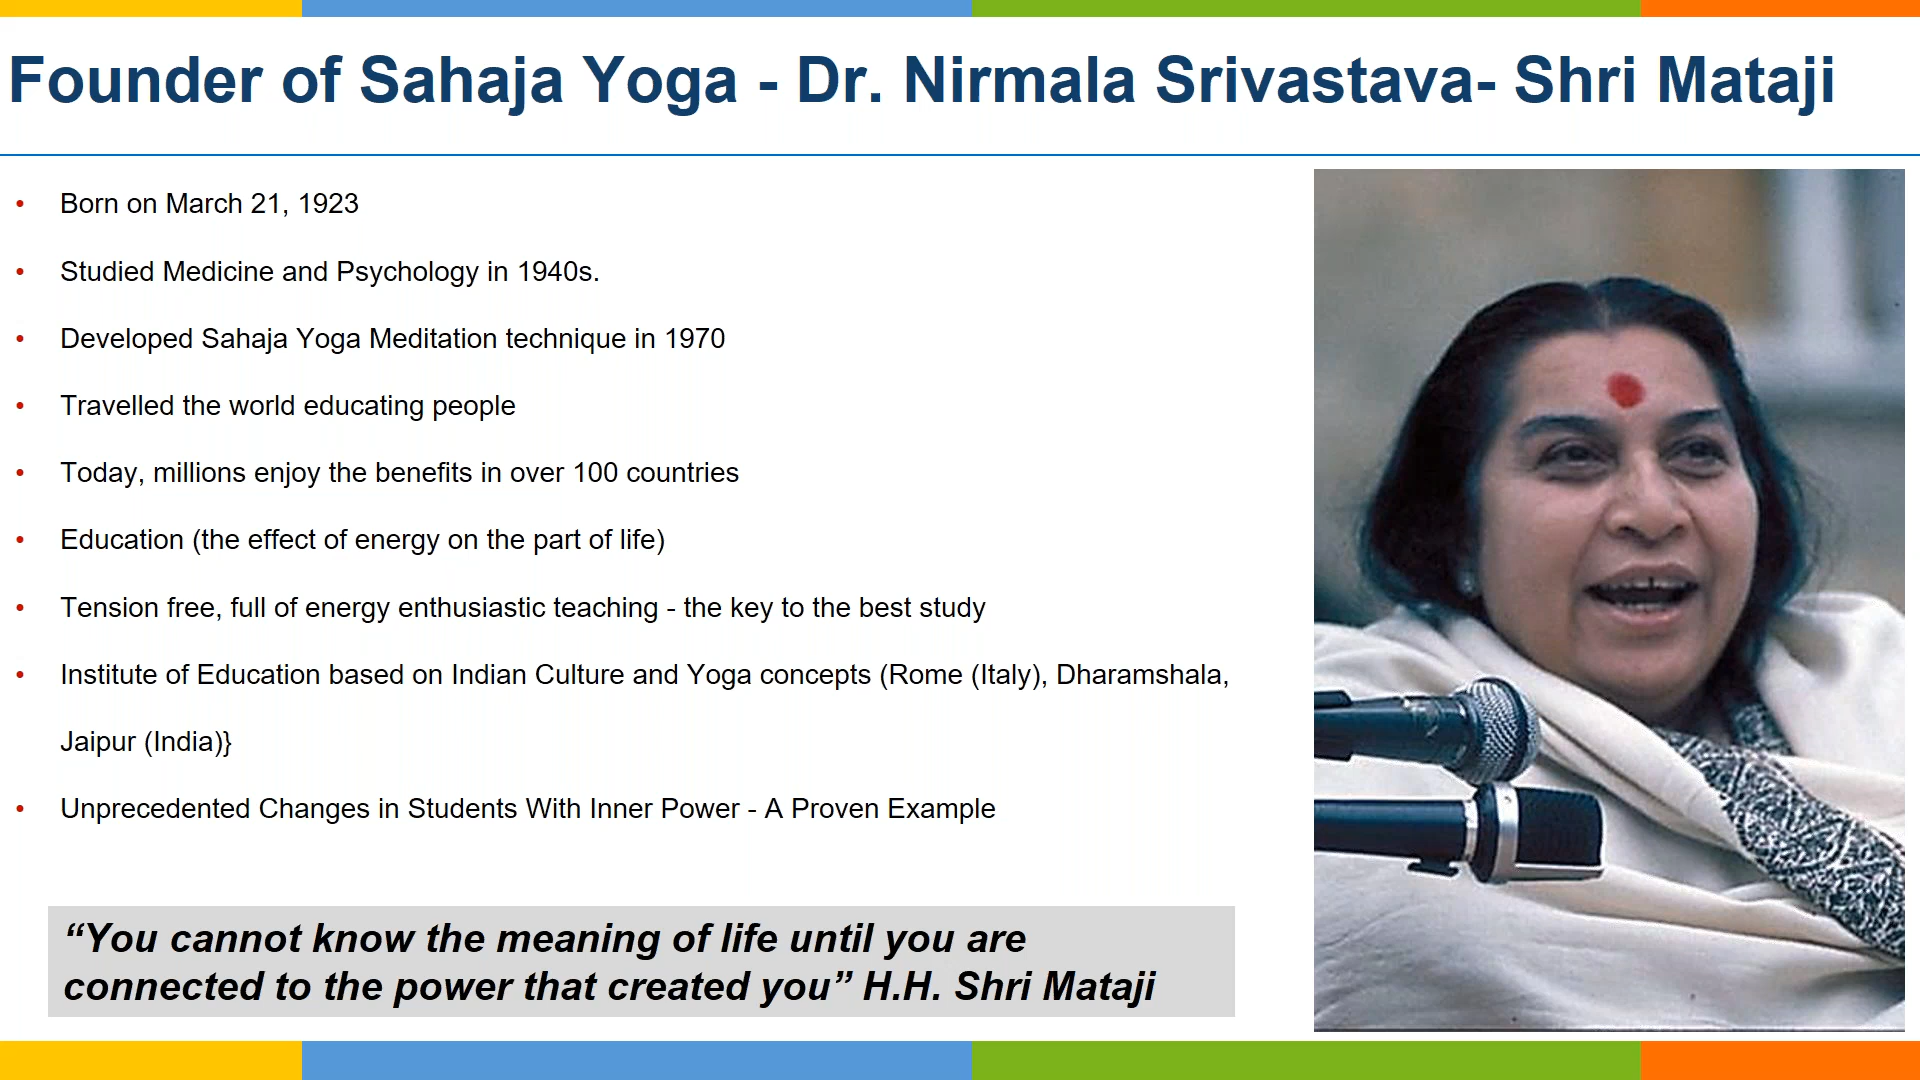 Founder of Sahaja Yoga - Dr. Nirmala Srivastava- Shri Mataji
• Born on March 21, 1923
• Studied Medicine and Psychology in 1940s.
• Developed Sahaja Yoga Meditation technique in 1970
• Travelled the world educating people
• Today, millions enjoy the benefits in over 100 countries
• Education (the effect of energy on the part of life)
• Tension free, full of energy enthusiastic teaching - the key to the best study
• Institute of Education based on Indian Culture and Yoga concepts (Rome (Italy), Dharamshala,
Jaipur (India)}
• Unprecedented Changes in Students With Inner Power - A Proven Example
“You cannot know the meaning of life until you are
connected to the power that created you” H.H. Shri Mataji